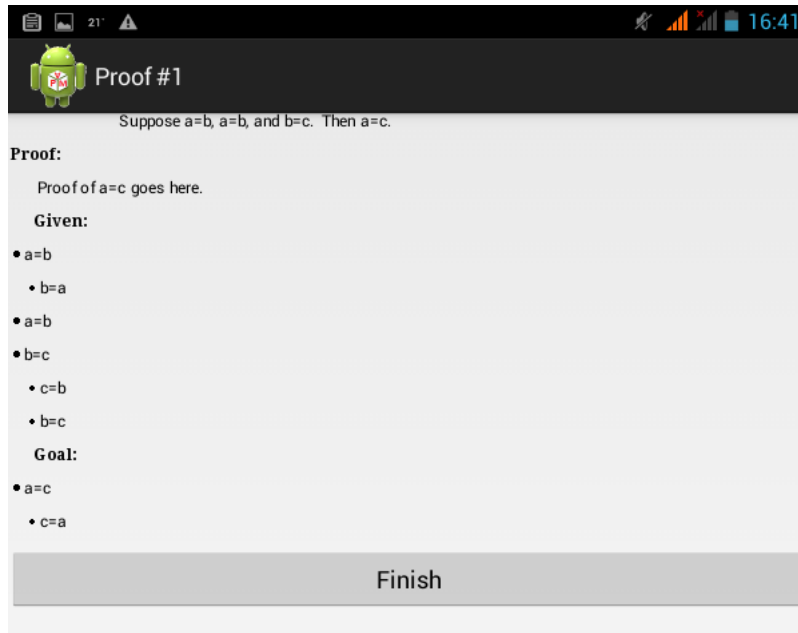 21°
16:41
Proof #1
Suppose a=b, a=b, and b=c.  Then a=c.
Proof:
Proof of a=c goes here.
Given:
• a=b
• b=a
• a=b
• b=c
• c=b
• b=c
Goal:
• a=c
• c=a
Finish